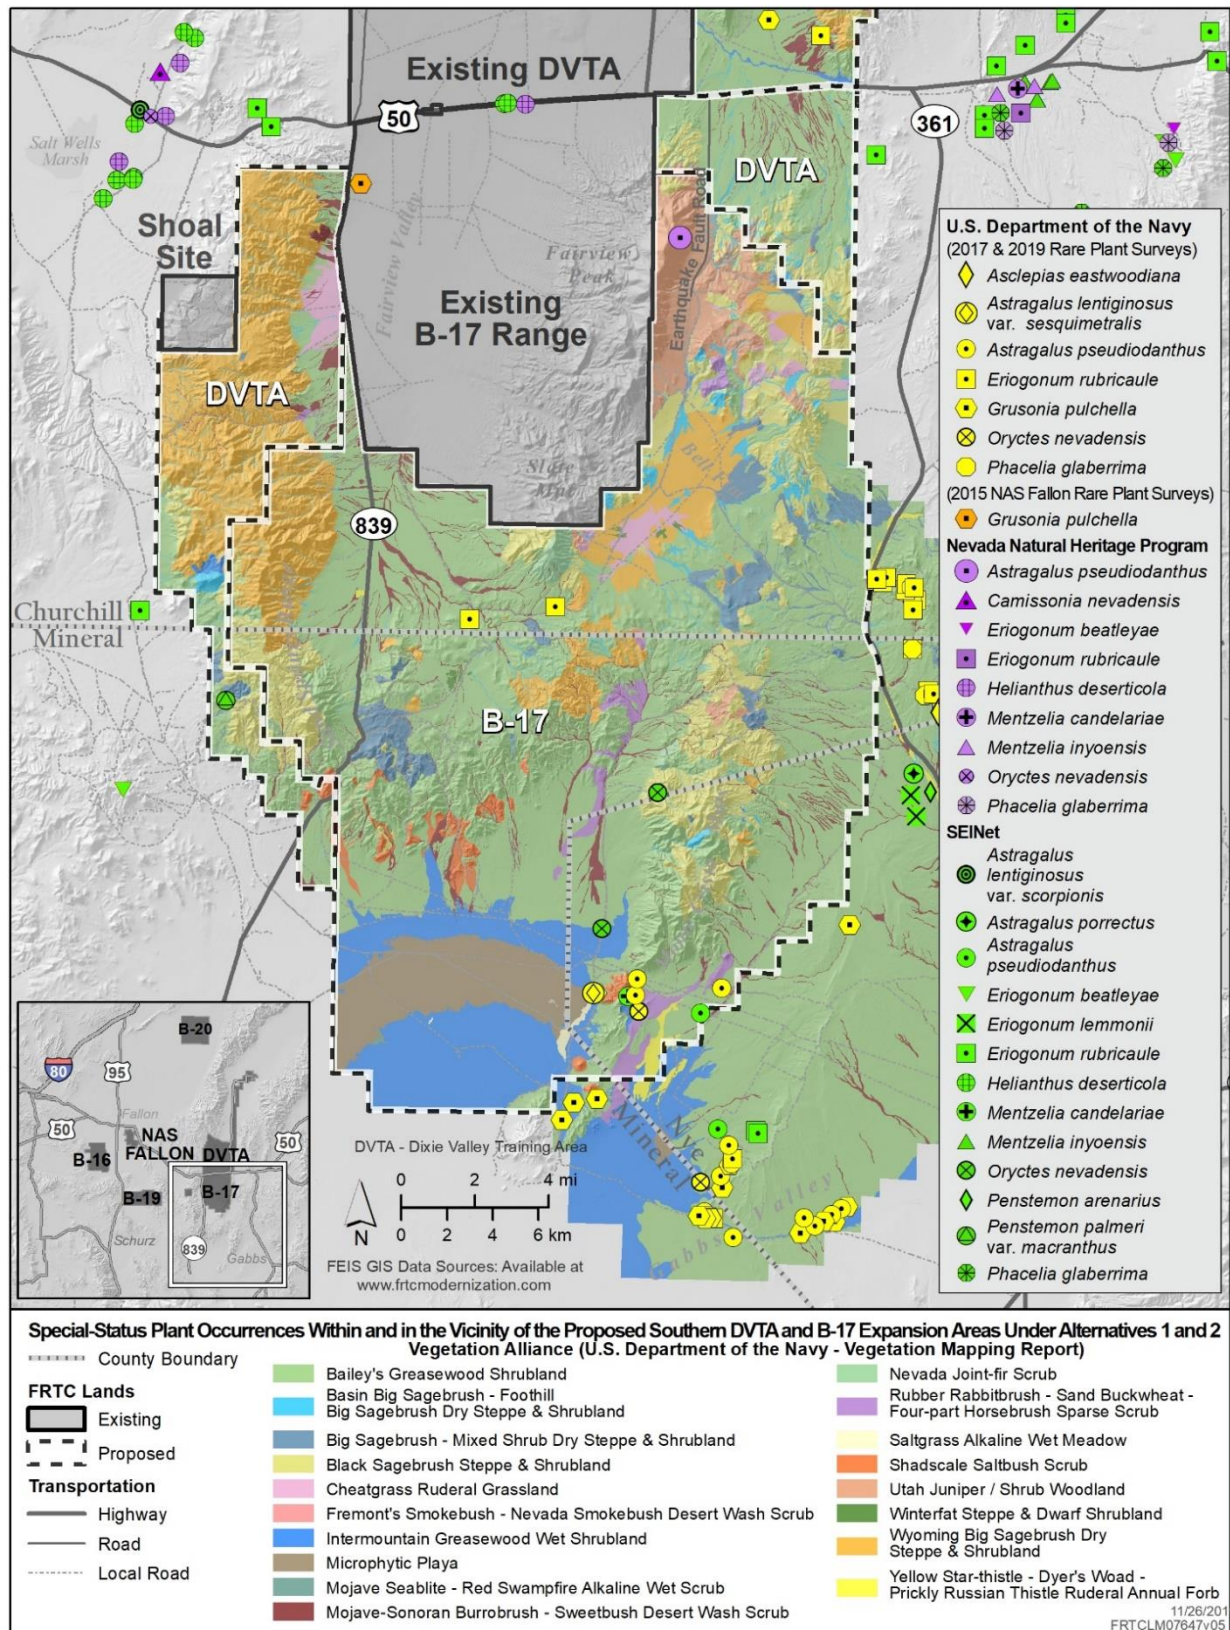 Existing DVTA
50
361
Salt Wells
Marsh
DVTA
Shoal
Site
Fairview Valley
Fairview
Peak
Earthquake Fault Road
Existing
B-17 Range
DVTA
Slate
Mtn
Bell
839
Churchill
Mineral
B-17
U.S. Department of the Navy
(2017 & 2019 Rare Plant Surveys)
Asclepias eastwoodiana
Astragalus lentiginosus
var. sesquimetralis
Astragalus pseudiodanthus
Eriogonum rubricaule
Grusonia pulchella
Oryctes nevadensis
Phacelia glaberrima
(2015 NAS Fallon Rare Plant Surveys)
Grusonia pulchella
Nevada Natural Heritage Program
Astragalus pseudiodanthus
Camissonia nevadensis
Eriogonum beatleyae
Eriogonum rubricaule
Helianthus deserticola
Mentzelia candelariae
Mentzelia inyoensis
Oryctes nevadensis
Phacelia glaberrima
SEINet
Astragalus
lentiginosus
var. scorpionis
Astragalus porrectus
Astragalus
pseudiodanthus
Eriogonum beatleyae
Eriogonum lemmonii
Eriogonum rubricaule
Helianthus deserticola
Mentzelia candelariae
Mentzelia inyoensis
Oryctes nevadensis
Penstemon arenarius
Penstemon palmeri
var. macranthus
Phacelia glaberrima
B-20
80
95
Fallon
50
NAS
FALLON
DVTA
50
B-16
B-19
B-17
Schurz
839
Gabbs
DVTA - Dixie Valley Training Area
0 2 4 mi
0 2 4 6 km
N
FEIS GIS Data Sources: Available at
www.frtcmodernization.com
Nye
Mineral
Gabbs Valley
Special-Status Plant Occurrences Within and in the Vicinity of the Proposed Southern DVTA and B-17 Expansion Areas Under Alternatives 1 and 2
Vegetation Alliance (U.S. Department of the Navy - Vegetation Mapping Report)
County Boundary
FRTC Lands
Existing
Proposed
Transportation
Highway
Road
Local Road
Bailey's Greasewood Shrubland
Basin Big Sagebrush - Foothill
Big Sagebrush Dry Steppe & Shrubland
Big Sagebrush - Mixed Shrub Dry Steppe & Shrubland
Black Sagebrush Steppe & Shrubland
Cheatgrass Ruderal Grassland
Fremont's Smokebush - Nevada Smokebush Desert Wash Scrub
Intermountain Greasewood Wet Shrubland
Microphytic Playa
Mojave Seablite - Red Swampfire Alkaline Wet Scrub
Mojave-Sonoran Burrobrush - Sweetbush Desert Wash Scrub
Nevada Joint-fir Scrub
Rubber Rabbitbrush - Sand Buckwheat -
Four-part Horsebrush Sparse Scrub
Saltgrass Alkaline Wet Meadow
Shadscale Saltbush Scrub
Utah Juniper / Shrub Woodland
Winterfat Steppe & Dwarf Shrubland
Wyoming Big Sagebrush Dry
Steppe & Shrubland
Yellow Star-thistle - Dyer's Woad -
Prickly Russian Thistle Ruderal Annual Forb
11/26/201
FRTCLM07647v05